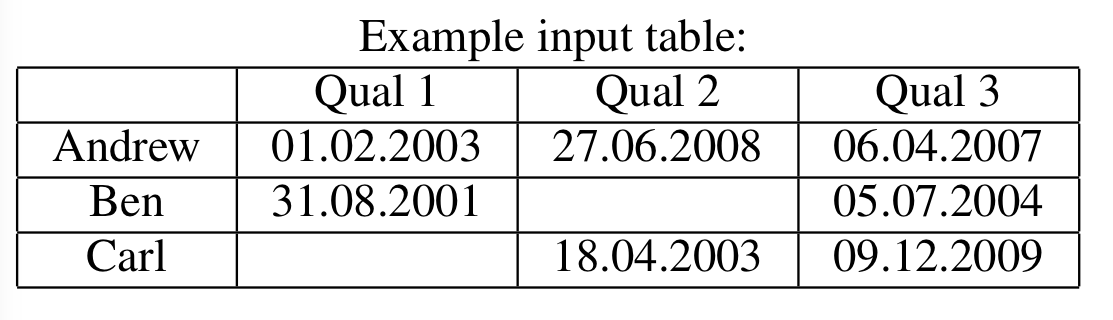 Example input table:
Qual 1 Qual 2 Qual 3
Andrew 01.02.2003 27.06.2008 06.04.2007
Ben 31.08.2001 05.07.2004
Carl 18.04.2003 09.12.2009